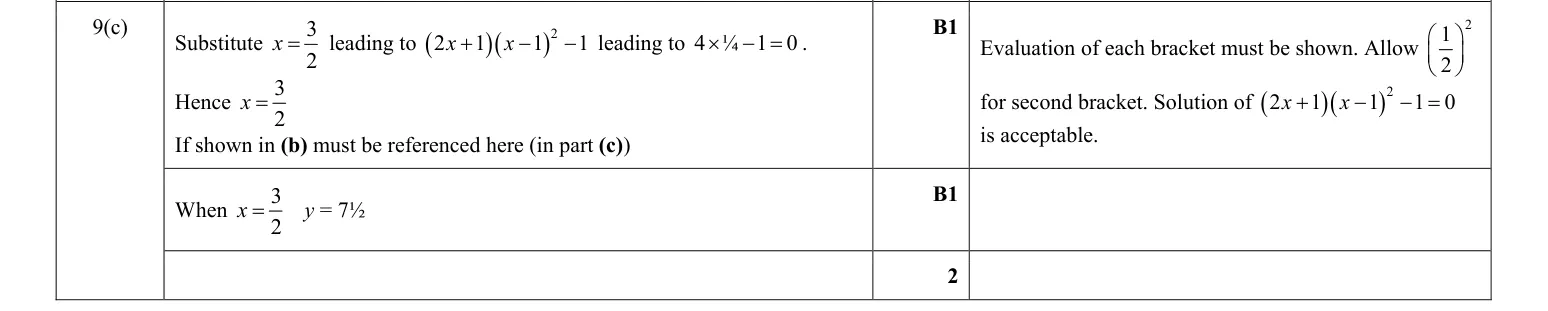 9(c)
Substitute x = 3/2 leading to (2x+1)(x−1)² −1 leading to 4×¼−1=0.
Hence x = 3/2
If shown in (b) must be referenced here (in part (c))
B1
Evaluation of each bracket must be shown. Allow (1/2)²
for second bracket. Solution of (2x+1)(x−1)² −1=0
is acceptable.
When x = 3/2 y = 7½
B1
2